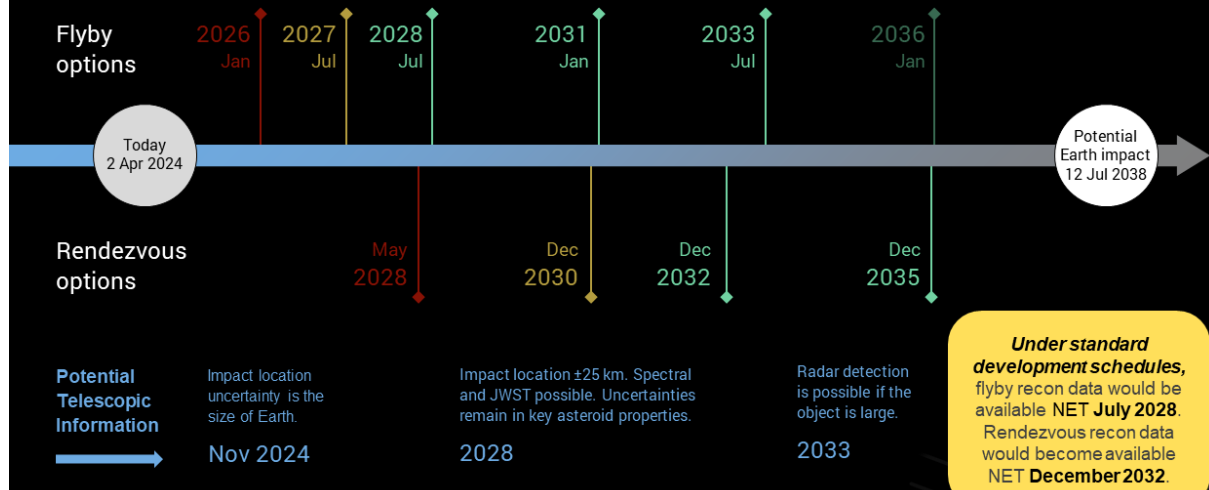 Flyby
options
2026
Jan
2027
Jul
2028
Jul
2031
Jan
2033
Jul
2036
Jan
Today
2 Apr 2024
Potential
Earth impact
12 Jul 2038
Rendezvous
options
May
2028
Dec
2030
Dec
2032
Dec
2035
Potential
Telescopic
Information
Impact location
uncertainty is the
size of Earth.
Nov 2024
Impact location ±25 km. Spectral
and JWST possible. Uncertainties
remain in key asteroid properties.
2028
Radar detection
is possible if the
object is large.
2033
Under standard
development schedules,
flyby recon data would be
available NET July 2028.
Rendezvous recon data
would become available
NET December 2032.